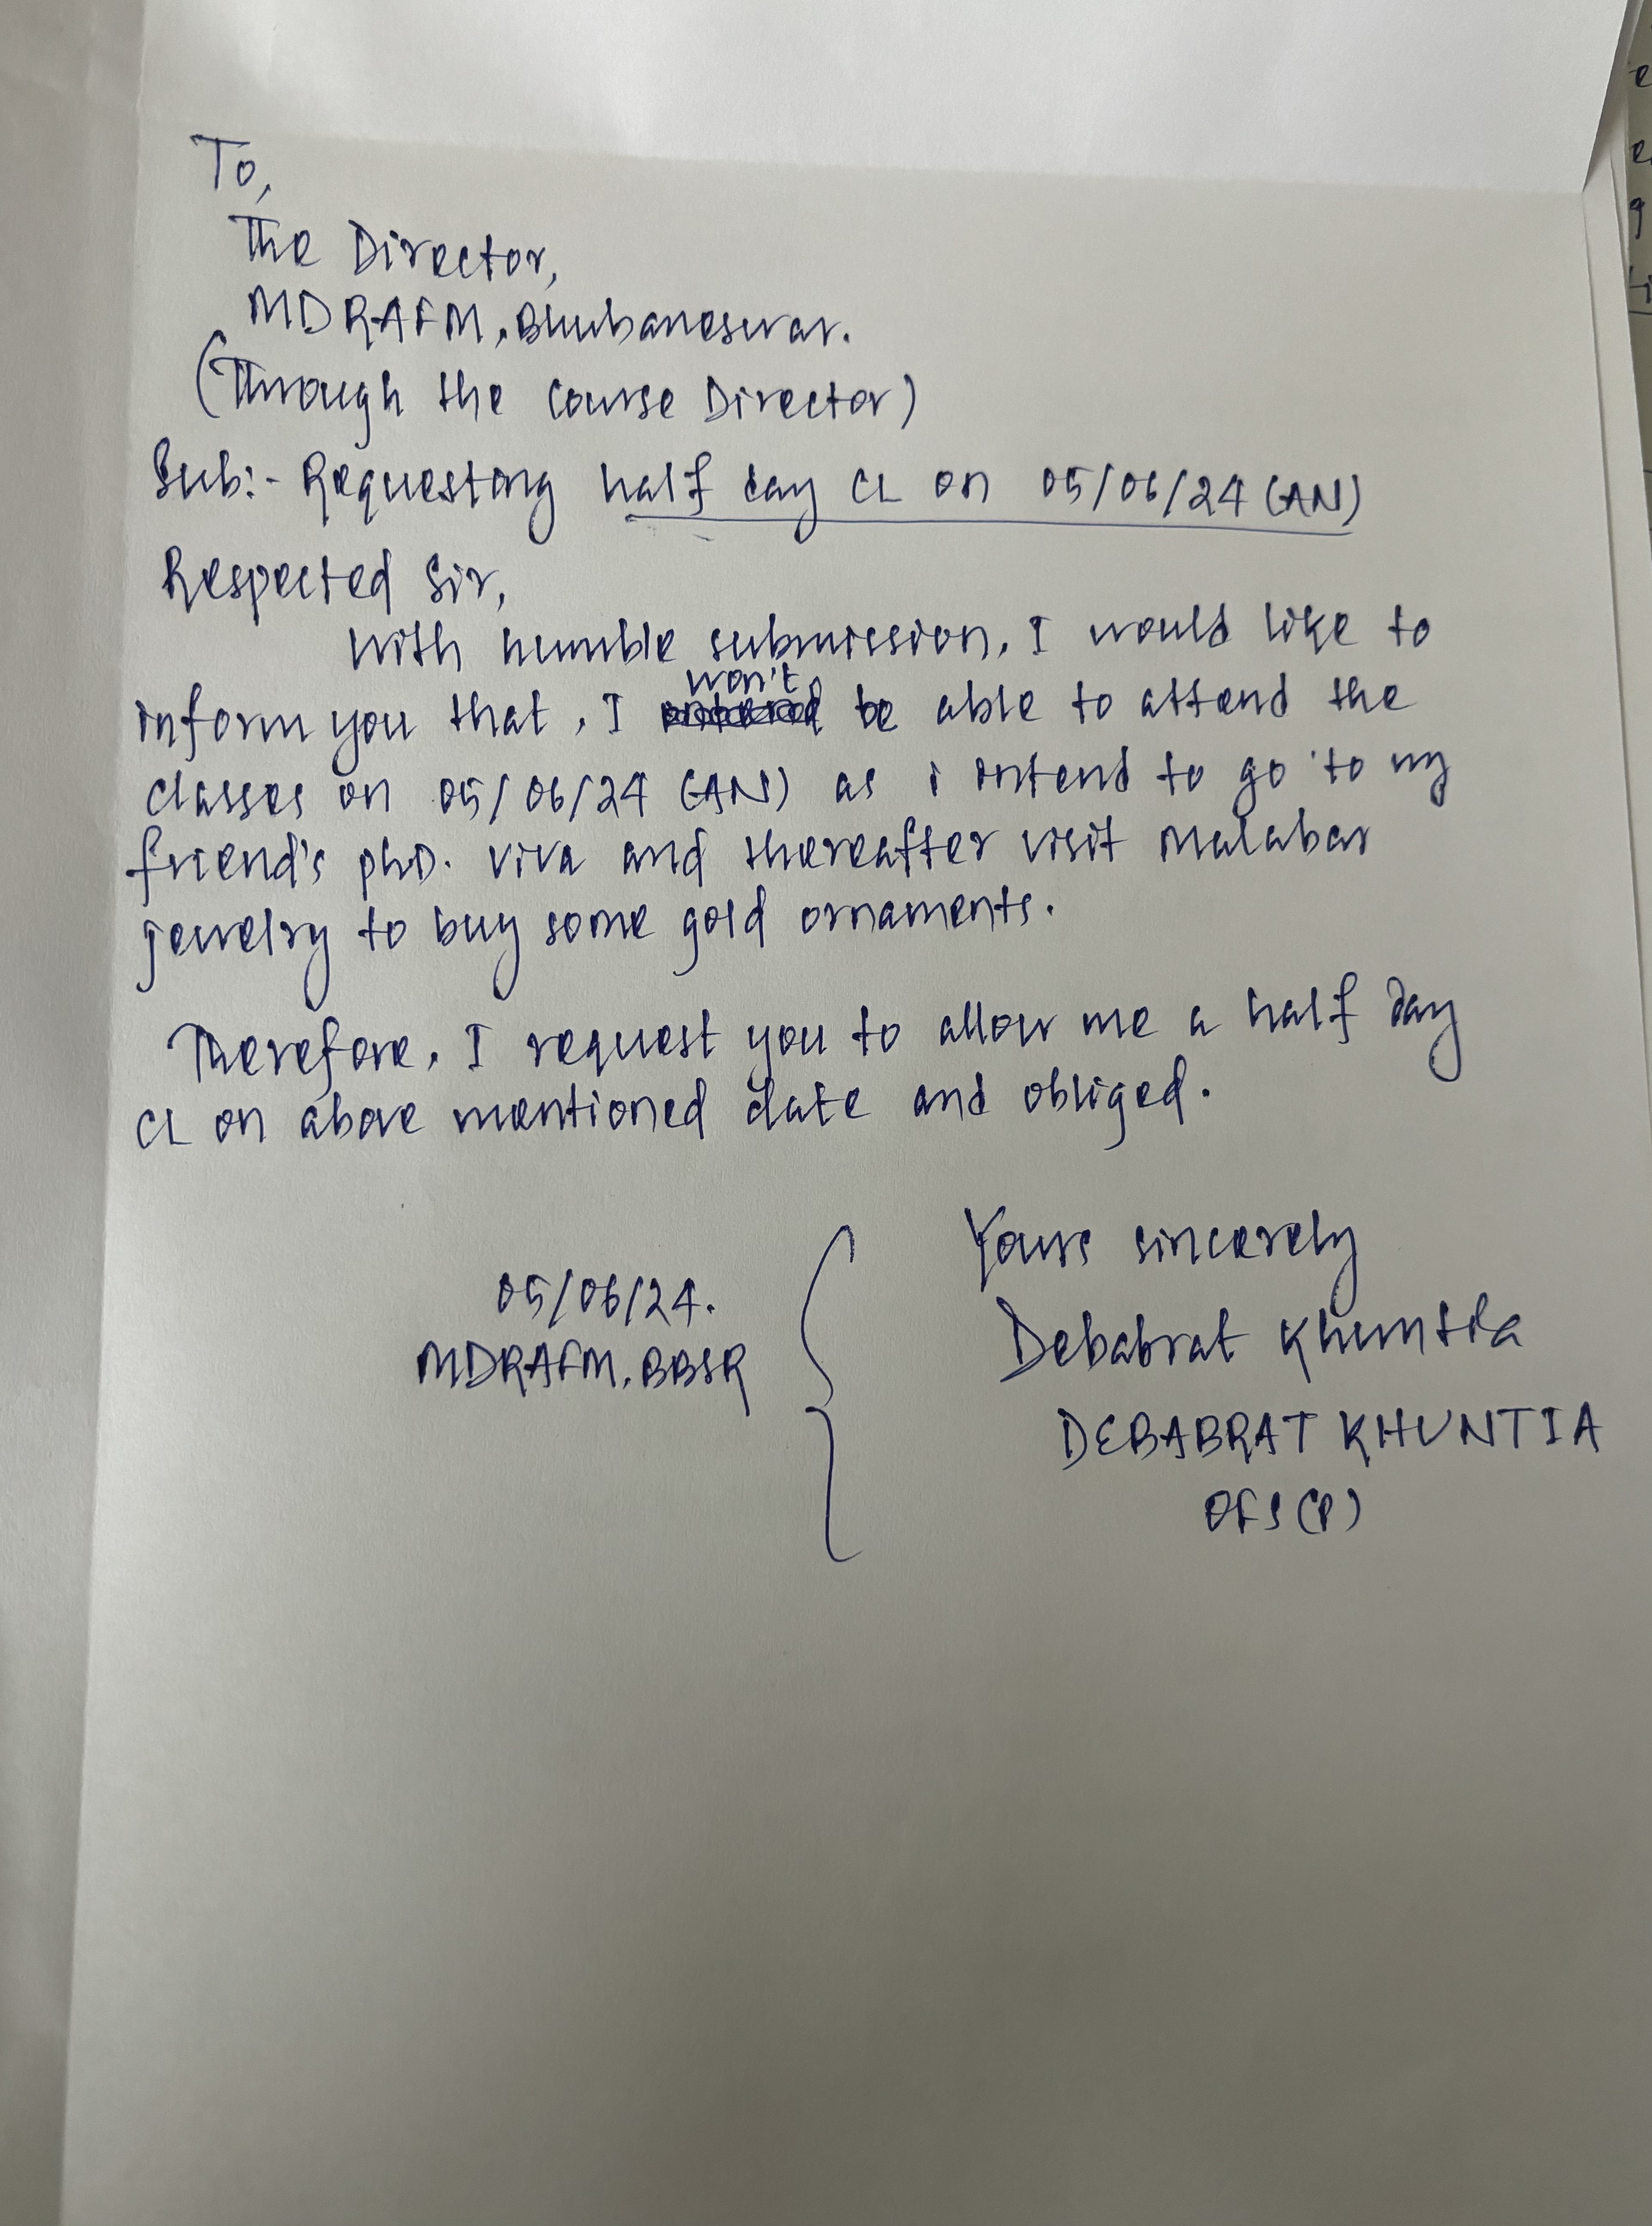 To,
The Director,
MDRAFM, Bhubaneswar.
(Through the Course Director)
Sub:- Requesting half day CL on 05/06/24 (AN)
Respected Sir,
With humble submission, I would like to
inform you that, I won't be able to attend the
classes on 05/06/24 (AN) as i intend to go to my
friend's phD. viva and thereafter visit Malabar
jewelry to buy some gold ornaments.
Therefore, I request you to allow me a half day
CL on above mentioned date and obliged.
Yours sincerely
05/06/24.
Debabrat Khuntia
MDRAFM, BBSR
DEBABRAT KHUNTIA
OFS (P)